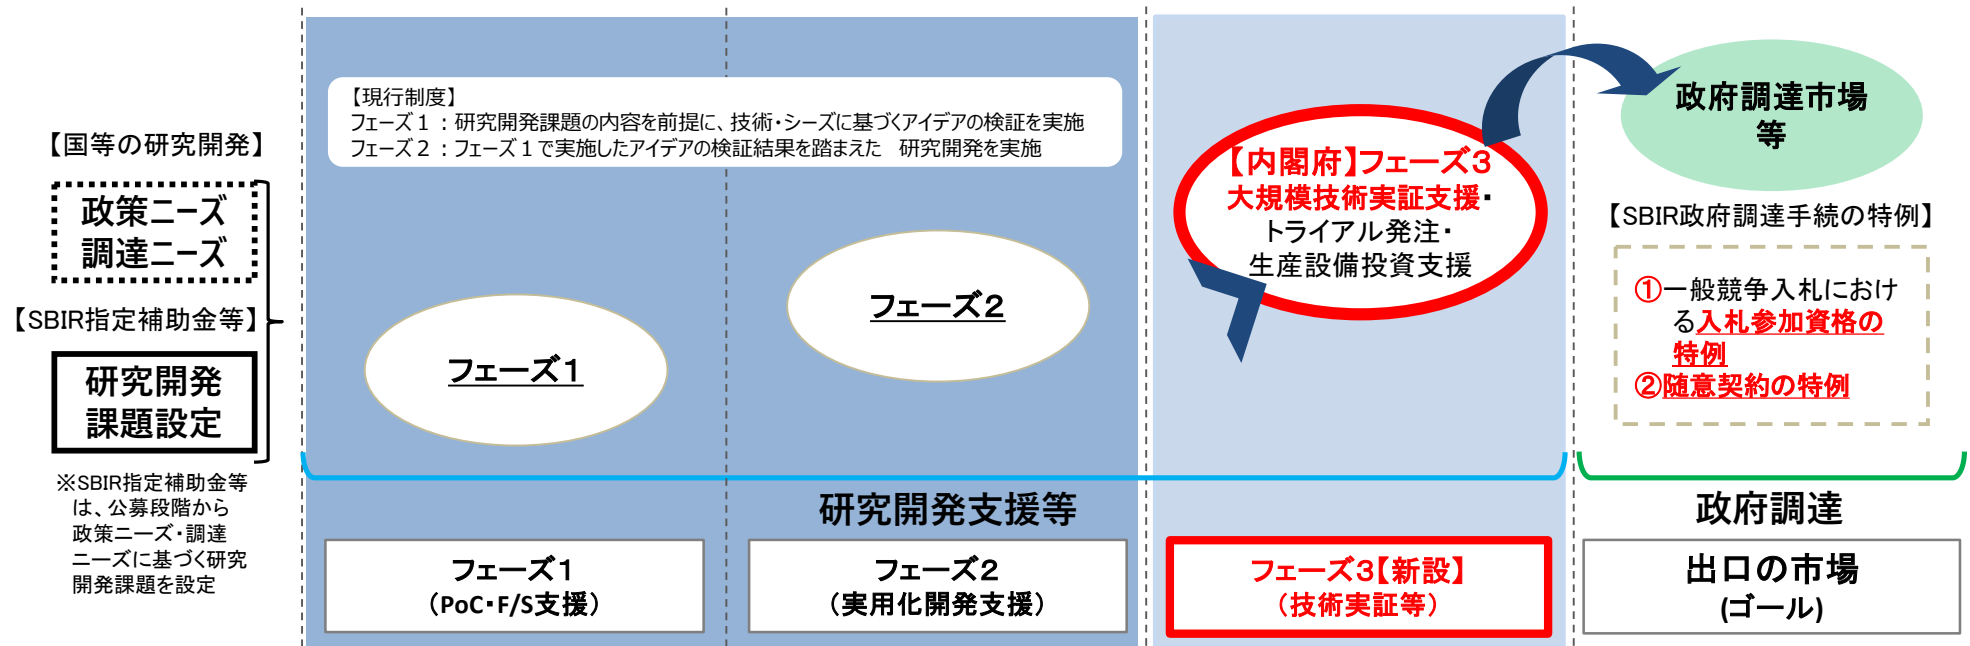 【国等の研究開発】
政策ニーズ
調達ニーズ
【SBIR指定補助金等】
研究開発
課題設定
※SBIR指定補助金等
は、公募段階から
政策ニーズ・調達
ニーズに基づく研究
開発課題を設定
【現行制度】
フェーズ１：研究開発課題の内容を前提に、技術・シーズに基づくアイデアの検証を実施
フェーズ２：フェーズ１で実施したアイデアの検証結果を踏まえた　研究開発を実施
フェーズ１
フェーズ２
【内閣府】フェーズ３
大規模技術実証支援・
トライアル発注・
生産設備投資支援
政府調達市場
等
【SBIR政府調達手続の特例】
①一般競争入札におけ
る入札参加資格の
特例
②随意契約の特例
研究開発支援等
政府調達
フェーズ１
（PoC・F/S支援）
フェーズ２
（実用化開発支援）
フェーズ３【新設】
（技術実証等）
出口の市場
(ゴール)